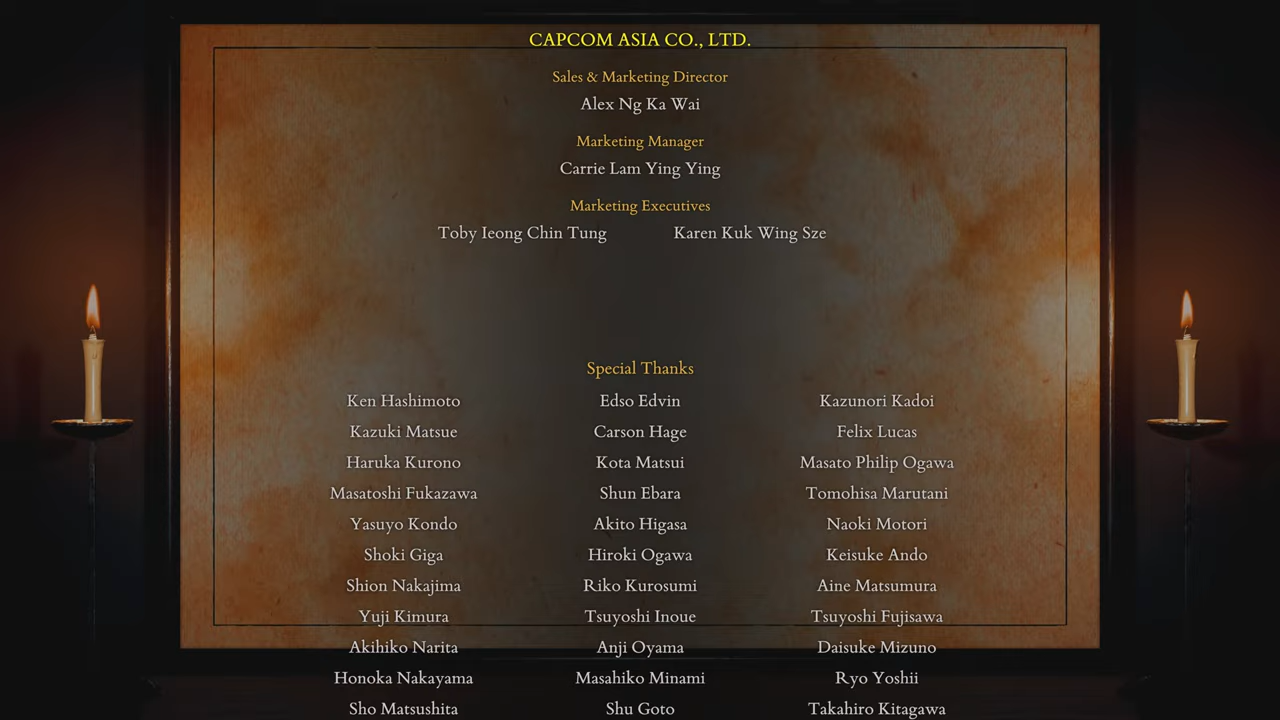 CAPCOM ASIA CO., LTD.
Sales & Marketing Director
Alex Ng Ka Wai
Marketing Manager
Carrie Lam Ying Ying
Marketing Executives
Toby Ieong Chin Tung Karen Kuk Wing Sze
Special Thanks
Ken Hashimoto Edso Edvin Kazunori Kadoi
Kazuki Matsue Carson Hage Felix Lucas
Haruka Kurono Kota Matsui Masato Philip Ogawa
Masatoshi Fukazawa Shun Ebara Tomohisa Marutani
Yasuyo Kondo Akito Higasa Naoki Motori
Shoki Giga Hiroki Ogawa Keisuke Ando
Shion Nakajima Riko Kurosumi Aine Matsumura
Yuji Kimura Tsuyoshi Inoue Tsuyoshi Fujisawa
Akihiko Narita Anji Oyama Daisuke Mizuno
Honoka Nakayama Masahiko Minami Ryo Yoshii
Sho Matsushita Shu Goto Takahiro Kitagawa